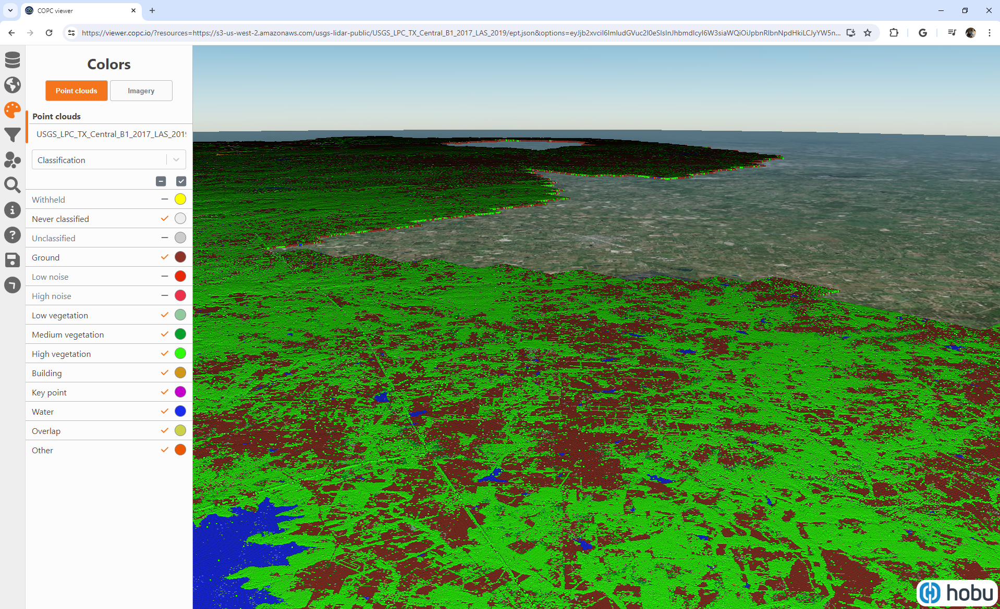 COPC viewer
https://viewer.copc.io/?resources=https://s3-us-west-2.amazonaws.com/usgs-lidar-public/USGS_LPC_TX_Central_B1_2017_LAS_2019/ept.json&options=eyJjb2xvciI6ImludGVuc2l0eSIsInJhbmdlcyI6W3siaWQiOiJpbnRlbnNpdHkiLCJyYW5n...
Colors
Point clouds
Imagery
Point clouds
USGS_LPC_TX_Central_B1_2017_LAS_2019
Classification
Withheld
Never classified
Unclassified
Ground
Low noise
High noise
Low vegetation
Medium vegetation
High vegetation
Building
Key point
Water
Overlap
Other
hobu